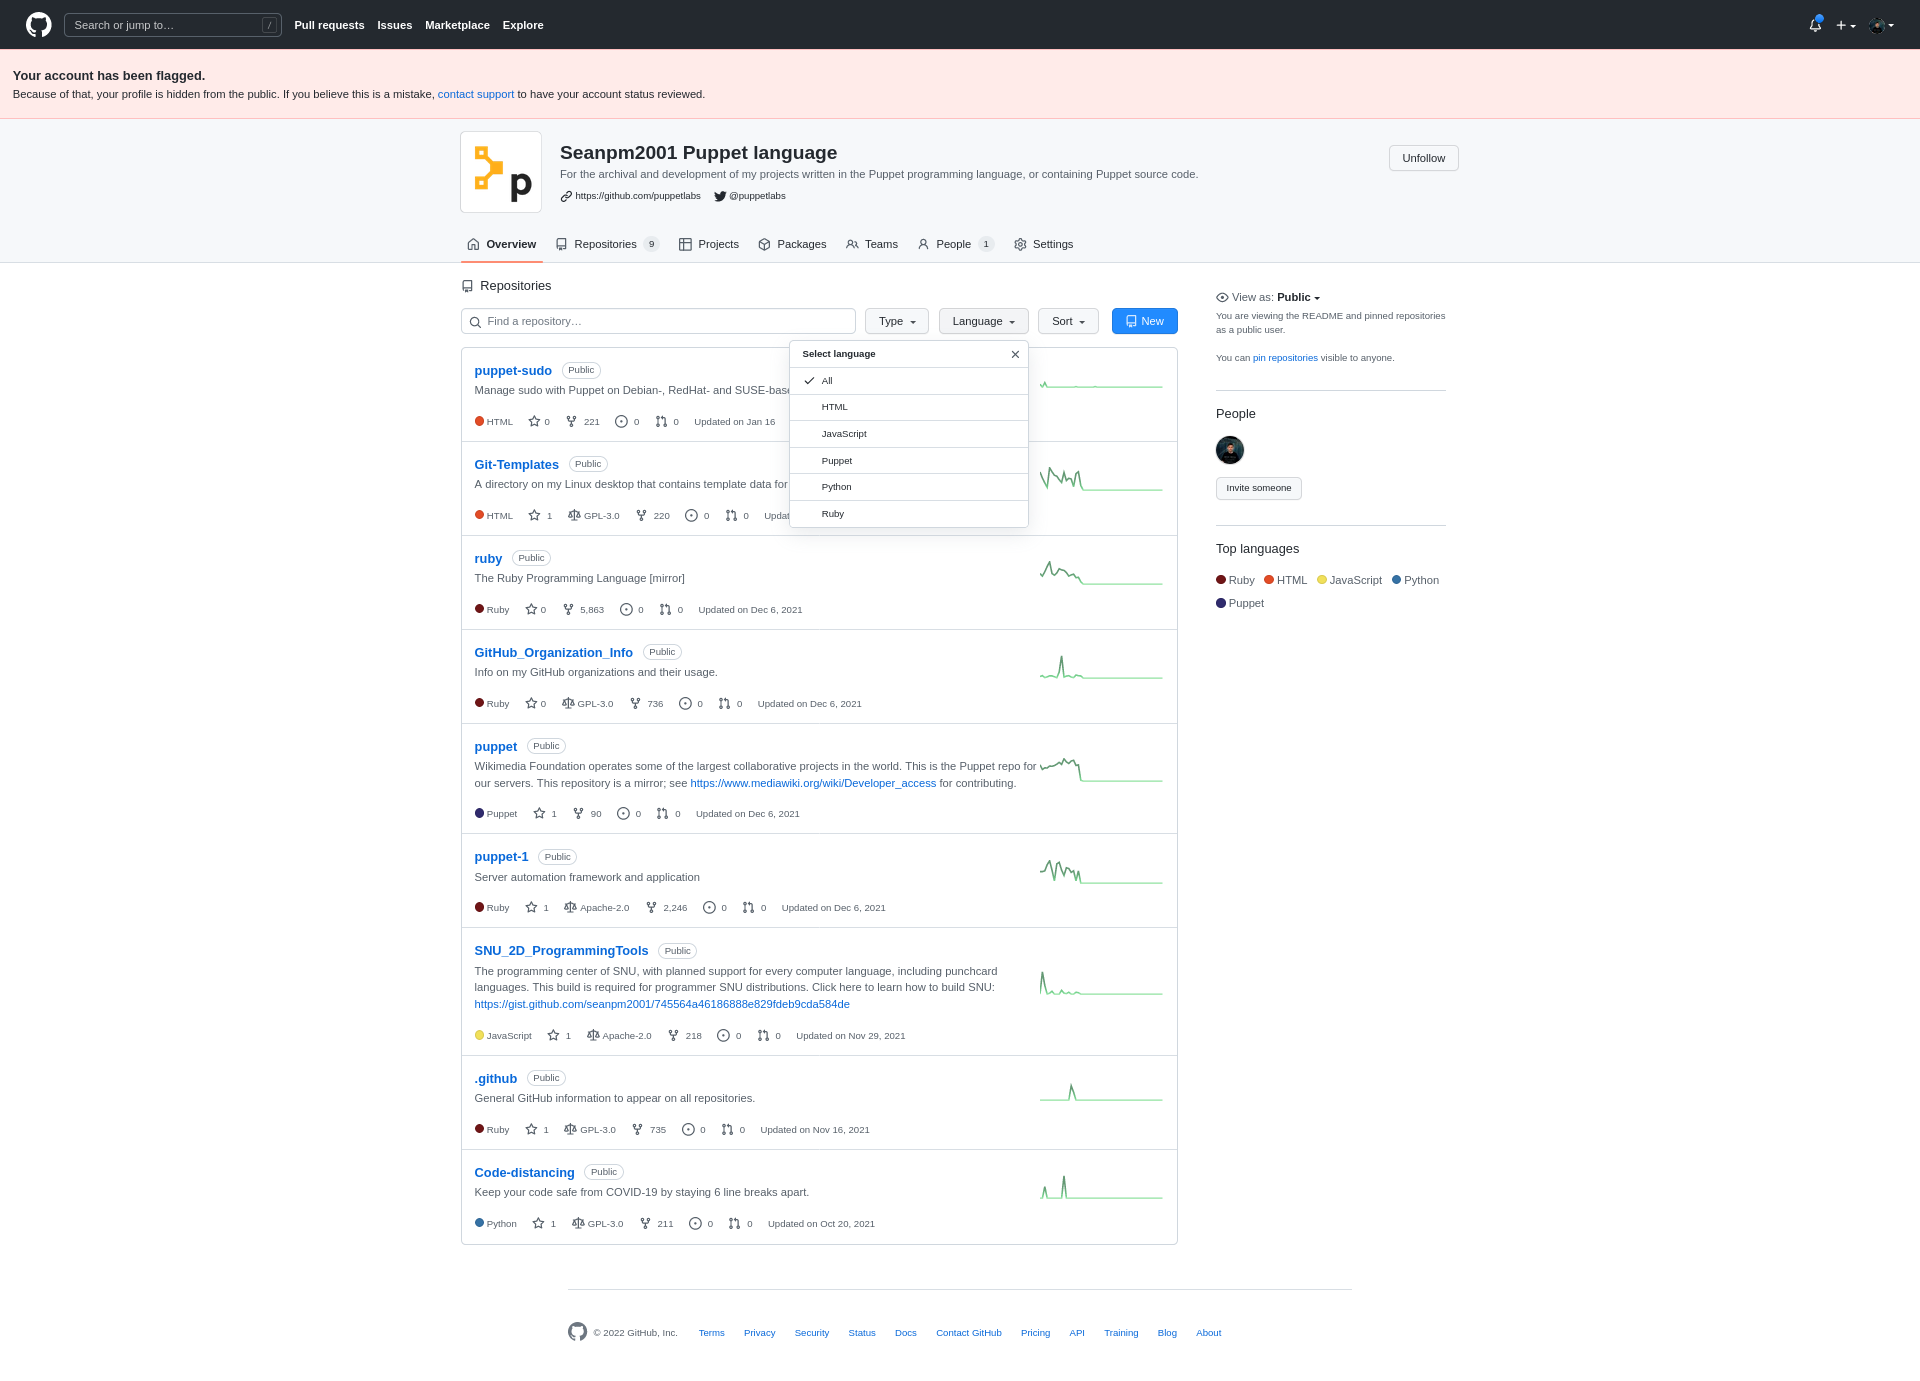 Search or jump to… /
Pull requests Issues Marketplace Explore
Your account has been flagged.
Because of that, your profile is hidden from the public. If you believe this is a mistake, contact support to have your account status reviewed.
p
Seanpm2001 Puppet language
For the archival and development of my projects written in the Puppet programming language, or containing Puppet source code.
https://github.com/puppetlabs @puppetlabs
Unfollow
Overview Repositories 9 Projects Packages Teams People 1 Settings
Repositories
Find a repository… Type Language Sort New
Select language
All
HTML
JavaScript
Puppet
Python
Ruby
puppet-sudo Public
Manage sudo with Puppet on Debian-, RedHat- and SUSE-base
HTML 0 221 0 0 Updated on Jan 16
Git-Templates Public
A directory on my Linux desktop that contains template data for
HTML 1 GPL-3.0 220 0 0 Updat
ruby Public
The Ruby Programming Language [mirror]
Ruby 0 5,863 0 0 Updated on Dec 6, 2021
GitHub_Organization_Info Public
Info on my GitHub organizations and their usage.
Ruby 0 GPL-3.0 736 0 0 Updated on Dec 6, 2021
puppet Public
Wikimedia Foundation operates some of the largest collaborative projects in the world. This is the Puppet repo for
our servers. This repository is a mirror; see https://www.mediawiki.org/wiki/Developer_access for contributing.
Puppet 1 90 0 0 Updated on Dec 6, 2021
puppet-1 Public
Server automation framework and application
Ruby 1 Apache-2.0 2,246 0 0 Updated on Dec 6, 2021
SNU_2D_ProgrammingTools Public
The programming center of SNU, with planned support for every computer language, including punchcard
languages. This build is required for programmer SNU distributions. Click here to learn how to build SNU:
https://gist.github.com/seanpm2001/745564a46186888e829fdeb9cda584de
JavaScript 1 Apache-2.0 218 0 0 Updated on Nov 29, 2021
.github Public
General GitHub information to appear on all repositories.
Ruby 1 GPL-3.0 735 0 0 Updated on Nov 16, 2021
Code-distancing Public
Keep your code safe from COVID-19 by staying 6 line breaks apart.
Python 1 GPL-3.0 211 0 0 Updated on Oct 20, 2021
View as: Public
You are viewing the README and pinned repositories
as a public user.
You can pin repositories visible to anyone.
People
Invite someone
Top languages
Ruby HTML JavaScript Python
Puppet
© 2022 GitHub, Inc. Terms Privacy Security Status Docs Contact GitHub Pricing API Training Blog About